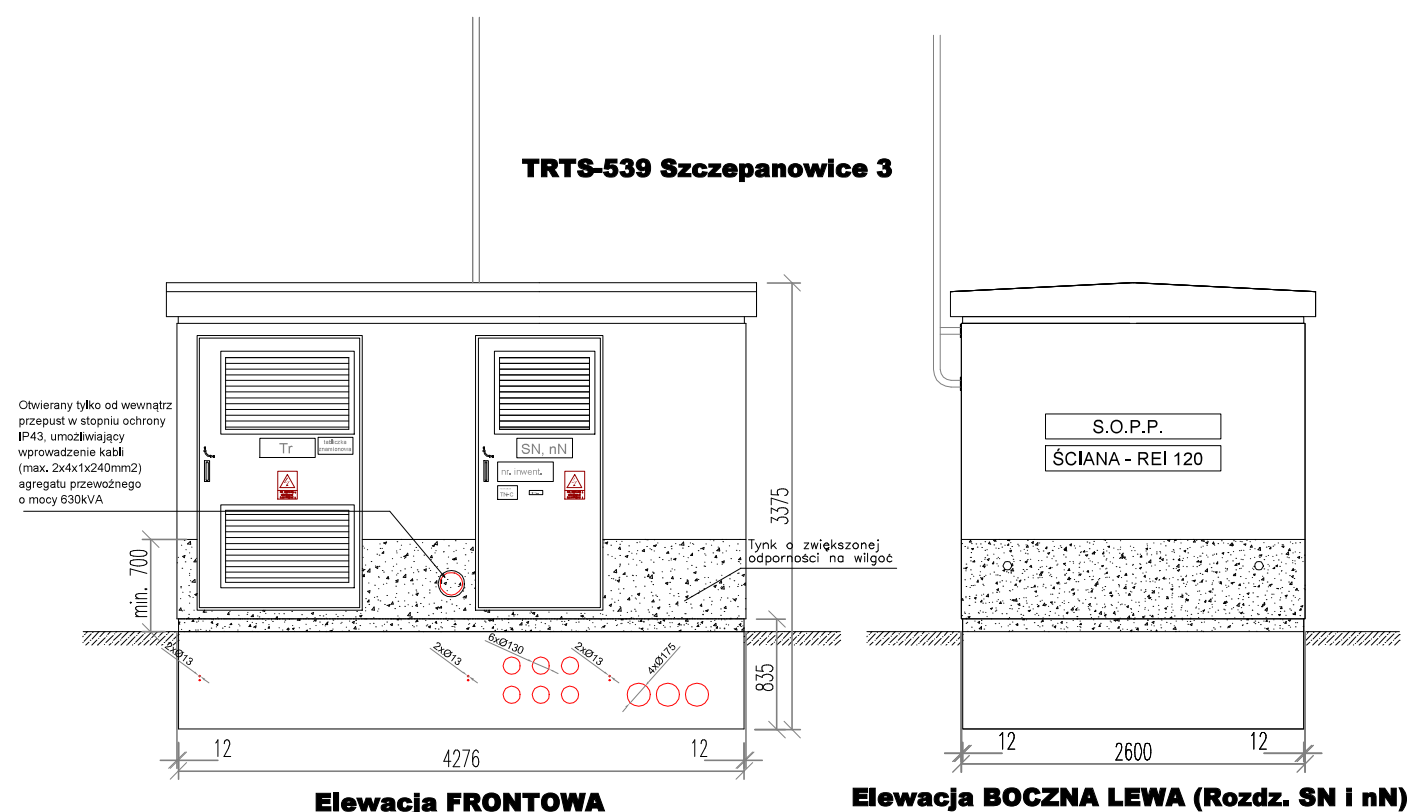 TRTS-539 Szczepanowice 3
Otwierany tylko od wewnątrz
przepust w stopniu ochrony
IP43, umożliwiający
wprowadzenie kabli
(max. 2x4x1x240mm2)
agregatu przewoźnego
o mocy 630kVA
Tr
tabliczka
znamionowa
SN, nN
nr. inwent.
S.O.P.P.
ŚCIANA - REI 120
3375
min. 700
Tynk o zwiększonej
odporności na wilgoć
2xØ13
2xØ13
6xØ130
2xØ13
4xØ175
835
12
4276
12
12
2600
12
Elewacja FRONTOWA
Elewacja BOCZNA LEWA (Rozdz. SN i nN)